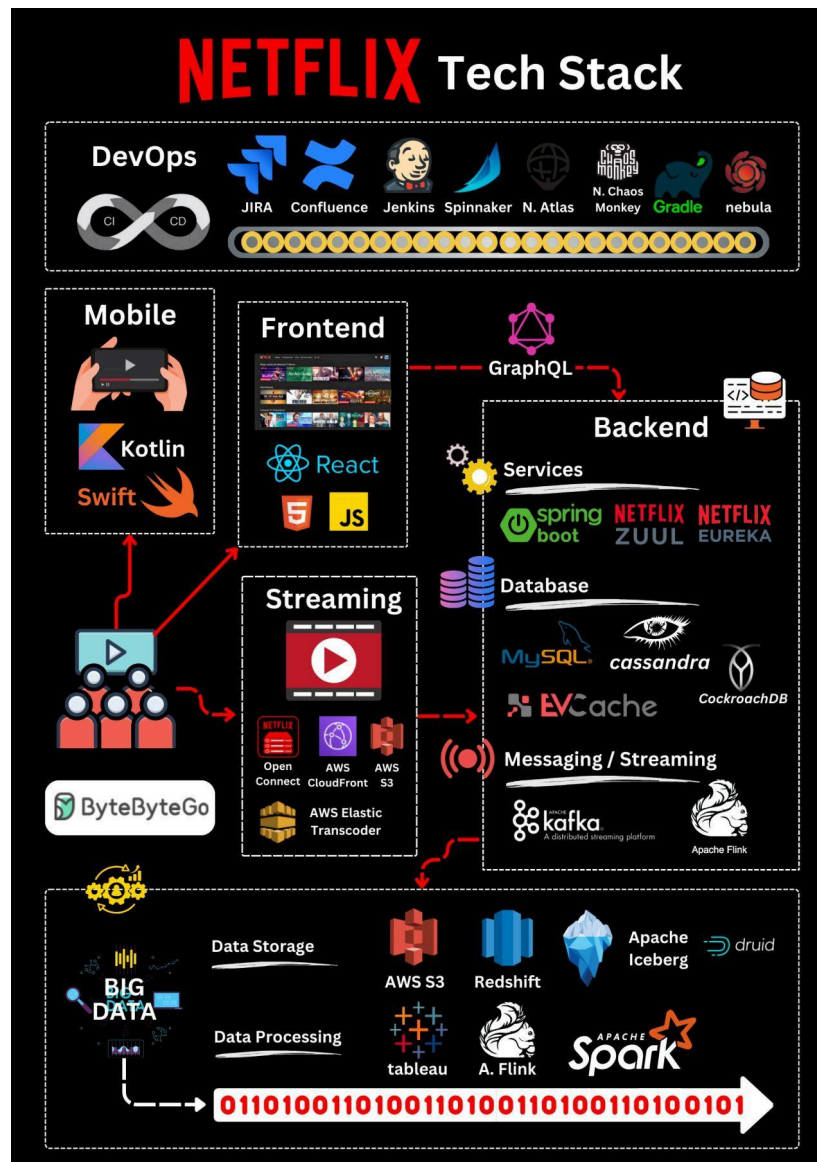 NETFLIX Tech Stack
DevOps
CI
CD
JIRA
Confluence
Jenkins
Spinnaker
N. Atlas
CHAOS
MONKEY
N. Chaos
Monkey
Gradle
nebula
Mobile
Kotlin
Swift
Frontend
React
5
JS
GraphQL
Backend
</>
Services
spring
boot
NETFLIX
ZUUL
NETFLIX
EUREKA
Database
MySQL®
cassandra
CockroachDB
EVCache
Messaging / Streaming
APACHE
kafka®
A distributed streaming platform
Apache Flink
Streaming
NETFLIX
Open
Connect
AWS
CloudFront
AWS
S3
AWS Elastic
Transcoder
ByteByteGo
BIG
DATA
Data Storage
AWS S3
Redshift
Apache
Iceberg
druid
Data Processing
tableau
A. Flink
APACHE
Spark
0110100110100110100110100110100101